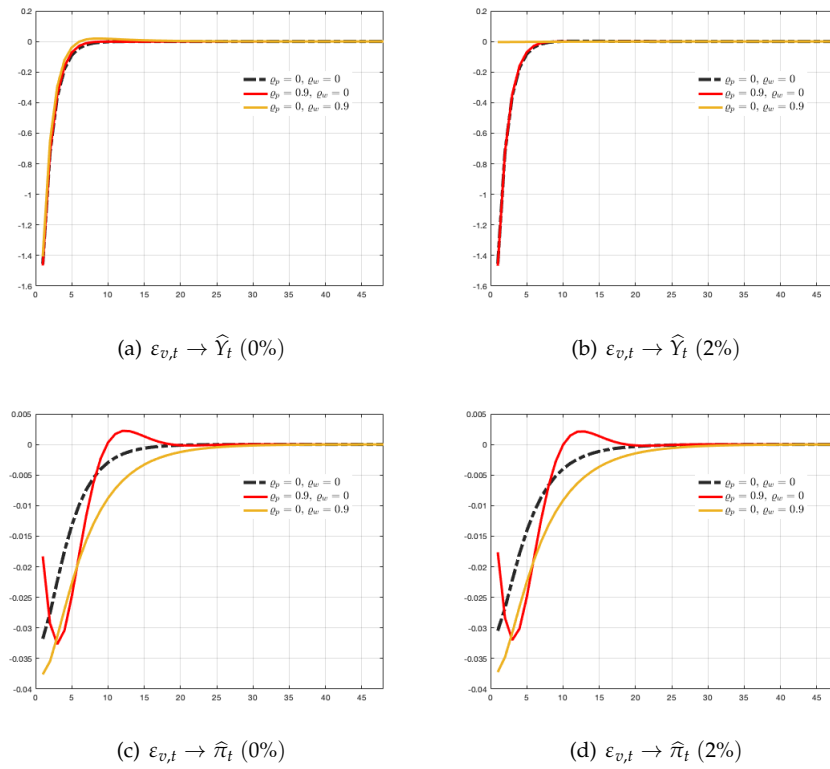 0.2
0
-0.2
-0.4
-0.6
-0.8
-1
-1.2
-1.4
-1.6
0 5 10 15 20 25 30 35 40 45
ϱp = 0, ϱw = 0
ϱp = 0.9, ϱw = 0
ϱp = 0, ϱw = 0.9
(a) εv,t → Ŷt (0%)
0.2
0
-0.2
-0.4
-0.6
-0.8
-1
-1.2
-1.4
-1.6
0 5 10 15 20 25 30 35 40 45
ϱp = 0, ϱw = 0
ϱp = 0.9, ϱw = 0
ϱp = 0, ϱw = 0.9
(b) εv,t → Ŷt (2%)
0.005
0
-0.005
-0.01
-0.015
-0.02
-0.025
-0.03
-0.035
-0.04
0 5 10 15 20 25 30 35 40 45
ϱp = 0, ϱw = 0
ϱp = 0.9, ϱw = 0
ϱp = 0, ϱw = 0.9
(c) εv,t → π̂t (0%)
0.005
0
-0.005
-0.01
-0.015
-0.02
-0.025
-0.03
-0.035
-0.04
0 5 10 15 20 25 30 35 40 45
ϱp = 0, ϱw = 0
ϱp = 0.9, ϱw = 0
ϱp = 0, ϱw = 0.9
(d) εv,t → π̂t (2%)